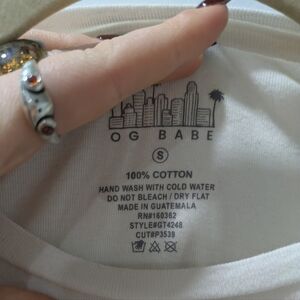 OG BABE
S
100% COTTON
HAND WASH WITH COLD WATER
DO NOT BLEACH / DRY FLAT
MADE IN GUATEMALA
RN#160362
STYLE#GT4248
CUT#P3539